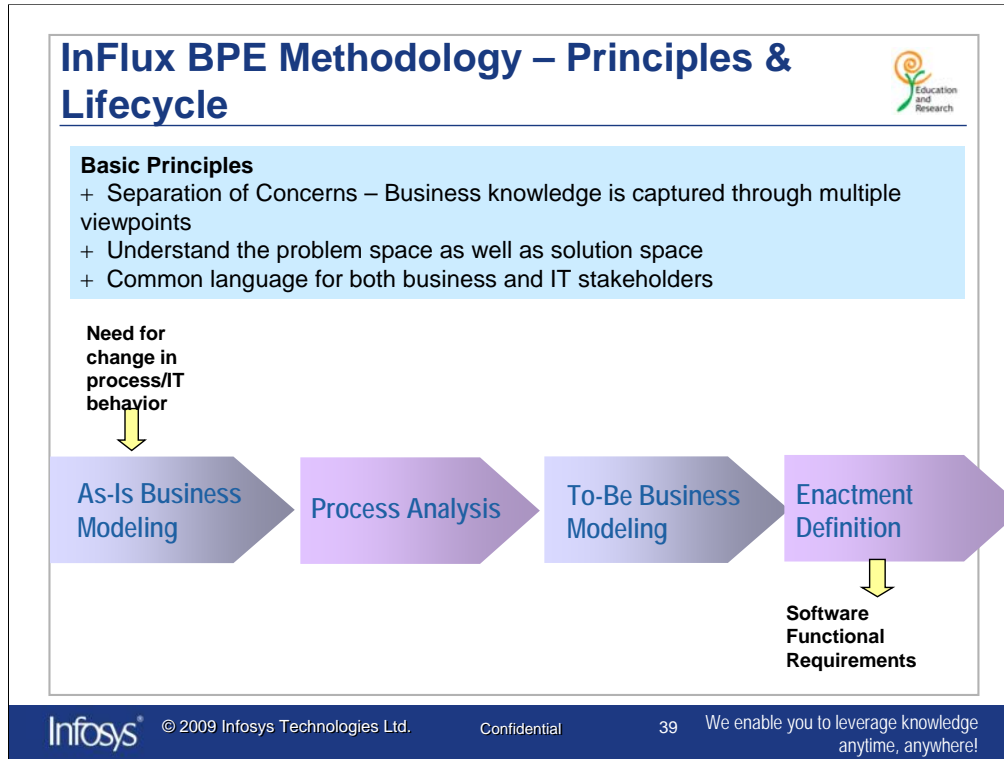 InFlux BPE Methodology – Principles &
Lifecycle
Education
and
Research
Basic Principles
+ Separation of Concerns – Business knowledge is captured through multiple
viewpoints
+ Understand the problem space as well as solution space
+ Common language for both business and IT stakeholders
Need for
change in
process/IT
behavior
As-Is Business
Modeling
Process Analysis
To-Be Business
Modeling
Enactment
Definition
Software
Functional
Requirements
Infosys®
© 2009 Infosys Technologies Ltd.
Confidential
39
We enable you to leverage knowledge
anytime, anywhere!